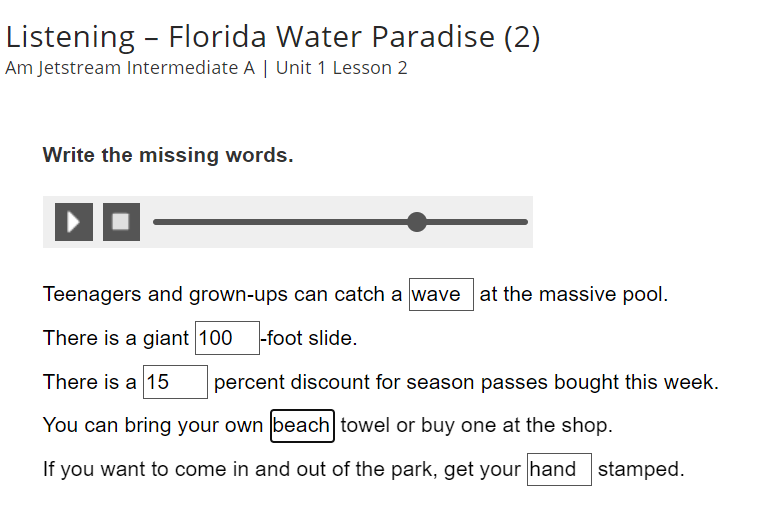 Listening – Florida Water Paradise (2)
Am Jetstream Intermediate A | Unit 1 Lesson 2
Write the missing words.
Teenagers and grown-ups can catch a wave at the massive pool.
There is a giant 100 -foot slide.
There is a 15 percent discount for season passes bought this week.
You can bring your own beach towel or buy one at the shop.
If you want to come in and out of the park, get your hand stamped.